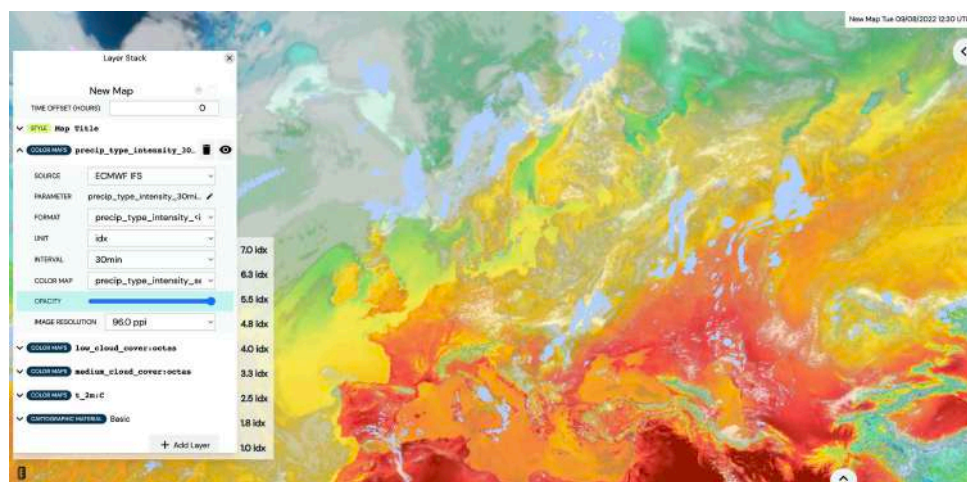 New Map Tue 09/08/2022 12:30 UTC
Layer Stack
New Map
TIME OFFSET (HOURS) 0
STYLE Map Title
COLOR MAPS precip_type_intensity_30…
SOURCE ECMWF IFS
PARAMETER precip_type_intensity_30mi…
FORMAT precip_type_intensity_<i
UNIT idx
INTERVAL 30min
COLOR MAP precip_type_intensity_se
OPACITY
IMAGE RESOLUTION 96.0 ppi
COLOR MAPS low_cloud_cover:octas
COLOR MAPS medium_cloud_cover:octas
COLOR MAPS t_2m:C
CARTOGRAPHIC MATERIAL Basic
+ Add Layer
7.0 idx
6.3 idx
5.5 idx
4.8 idx
4.0 idx
3.3 idx
2.5 idx
1.8 idx
1.0 idx